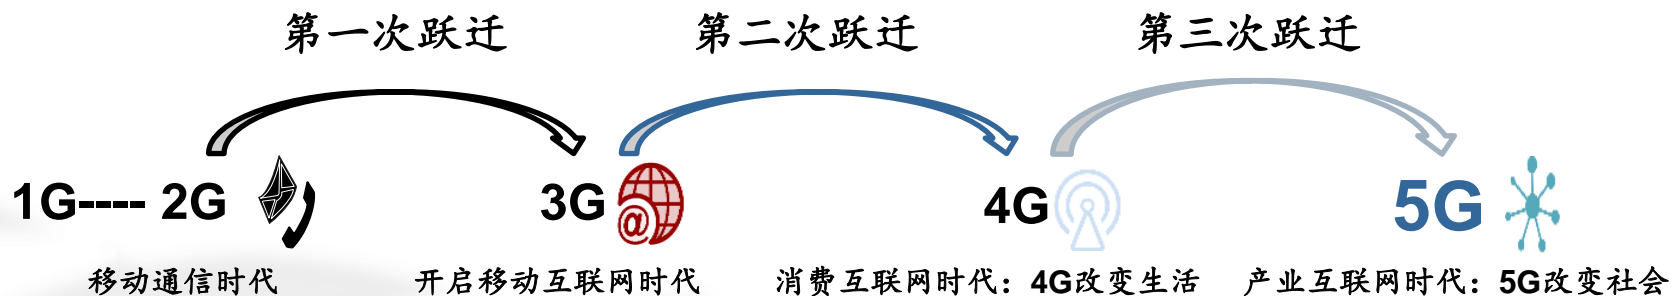 第一次跃迁 第二次跃迁 第三次跃迁
1G---- 2G 3G @ 4G 5G
移动通信时代 开启移动互联网时代 消费互联网时代：4G改变生活 产业互联网时代：5G改变社会